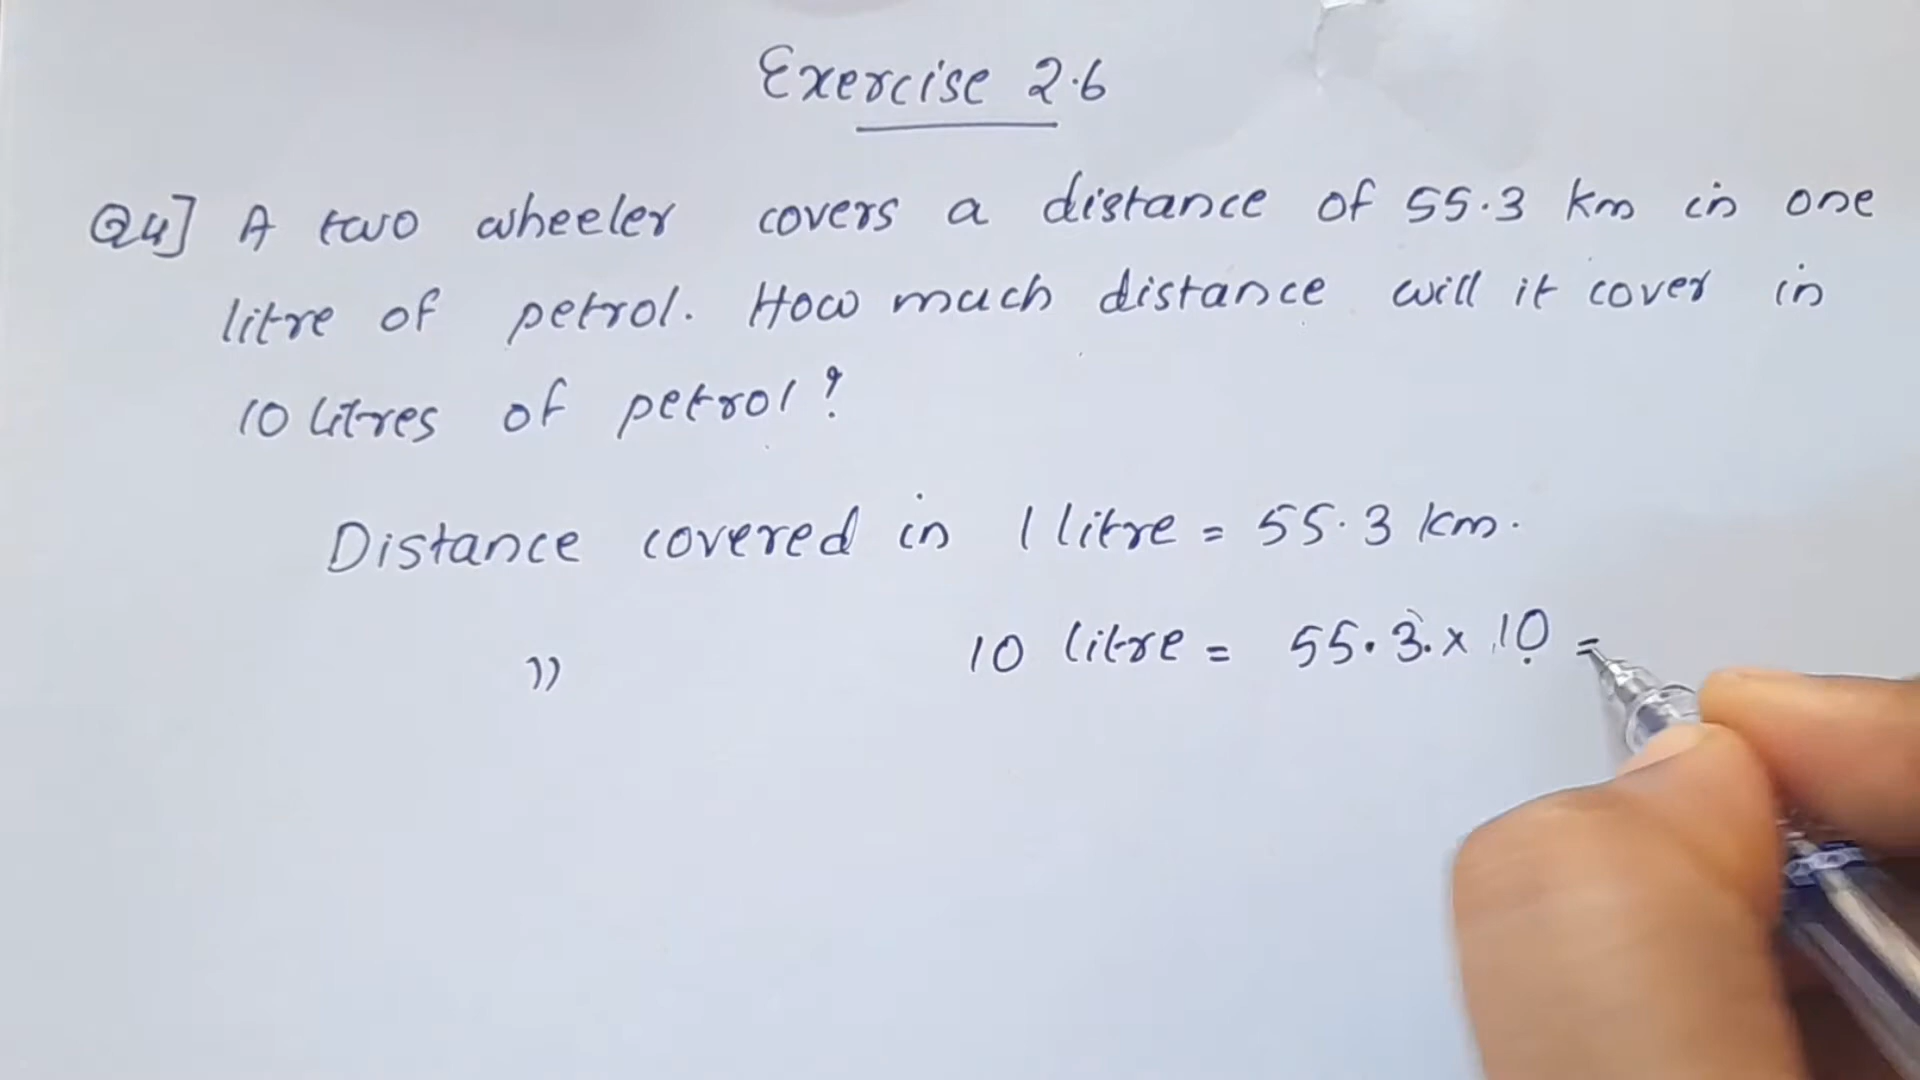 Exercise 2.6
Q4] A two wheeler covers a distance of 55.3 km in one
litre of petrol. How much distance will it cover in
10 litres of petrol?
Distance covered in 1 litre = 55.3 km.
" 10 litre = 55.3 x 10 =